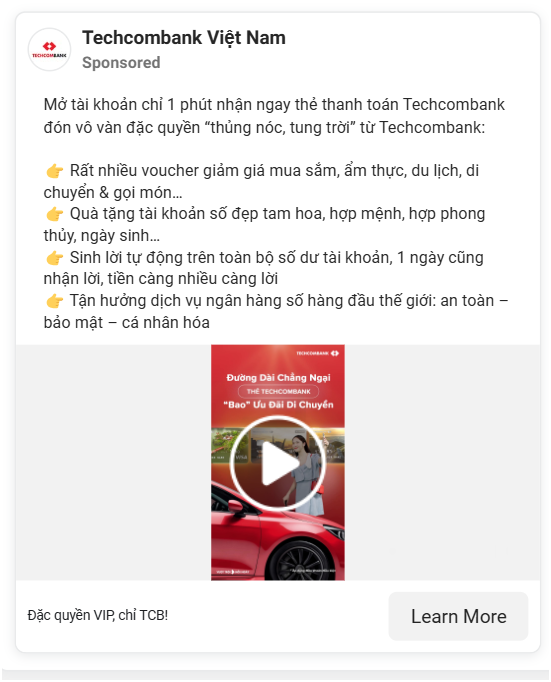 TECHCOMBANK
Techcombank Việt Nam
Sponsored
Mở tài khoản chỉ 1 phút nhận ngay thẻ thanh toán Techcombank
đón vô vàn đặc quyền “thủng nóc, tung trời” từ Techcombank:
👉 Rất nhiều voucher giảm giá mua sắm, ẩm thực, du lịch, di
chuyển & gọi món…
👉 Quà tặng tài khoản số đẹp tam hoa, hợp mệnh, hợp phong
thủy, ngày sinh…
👉 Sinh lời tự động trên toàn bộ số dư tài khoản, 1 ngày cũng
nhận lời, tiền càng nhiều càng lời
👉 Tận hưởng dịch vụ ngân hàng số hàng đầu thế giới: an toàn –
bảo mật – cá nhân hóa
TECHCOMBANK
Đường Dài Chẳng Ngại
THẺ TECHCOMBANK
“Bao” Ưu Đãi Di Chuyển
Đặc quyền VIP, chỉ TCB!
Learn More